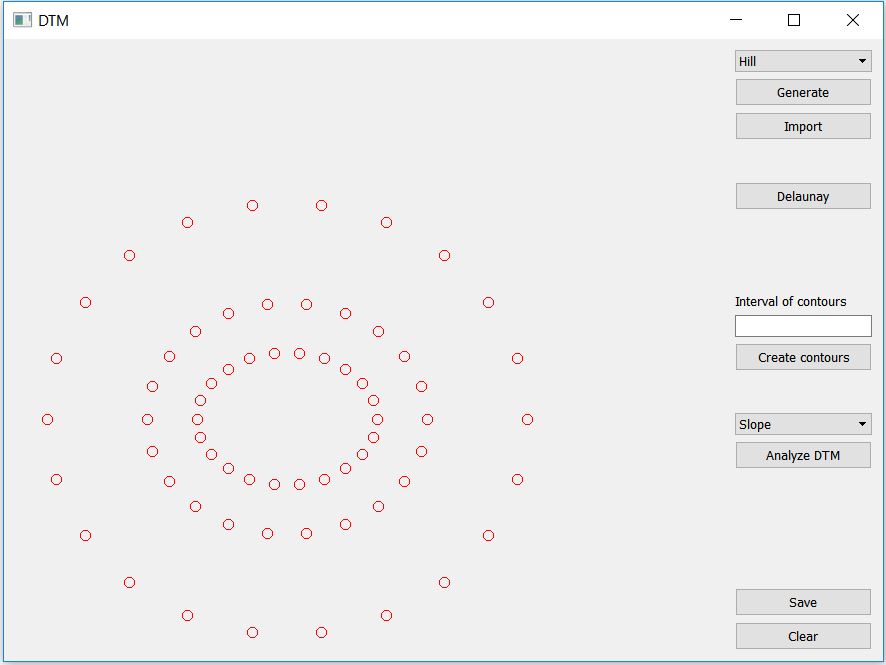 DTM
Hill
Generate
Import
Delaunay
Interval of contours
Create contours
Slope
Analyze DTM
Save
Clear